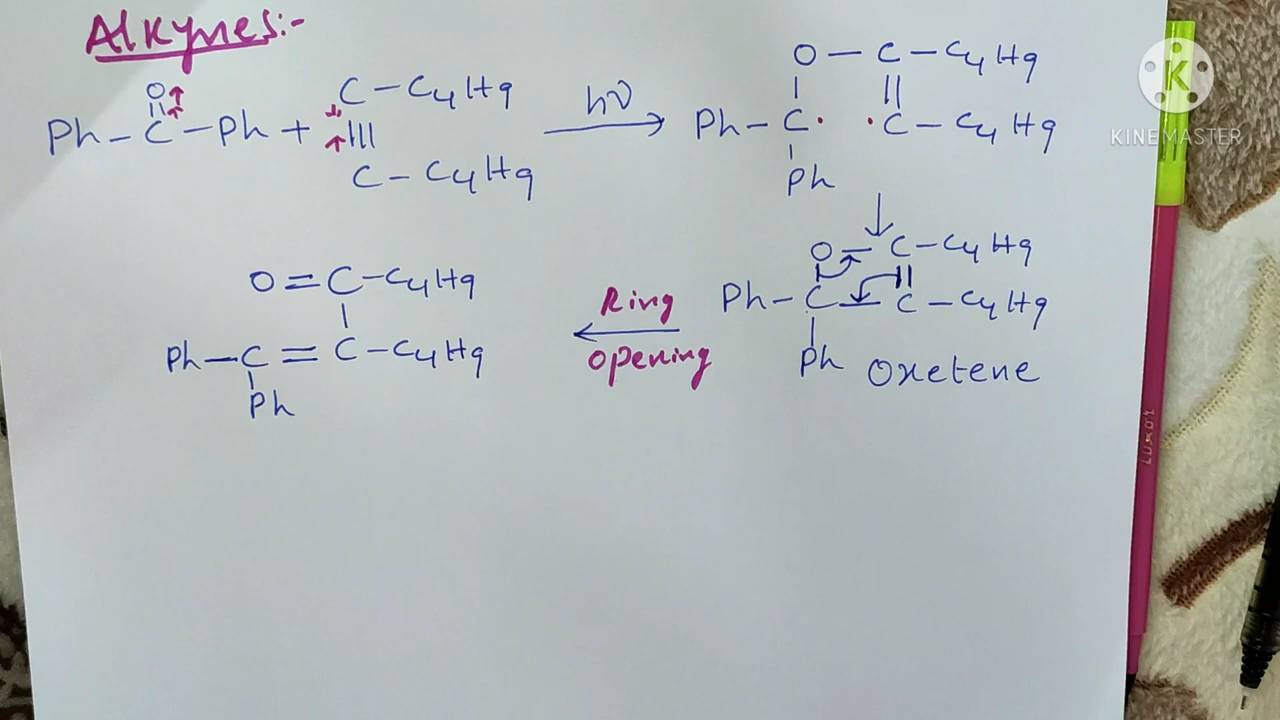 Alkynes:-
O
Ph-C-Ph + C-C4H9
||
|||
C-C4H9
hν
O-C-C4H9
||
Ph-C· ·C-C4H9
Ph
O-C-C4H9
||
Ph-C-C-C4H9
Ph Oxetene
Ring
Opening
O=C-C4H9
Ph-C=C-C4H9
Ph
K
KINEMASTER